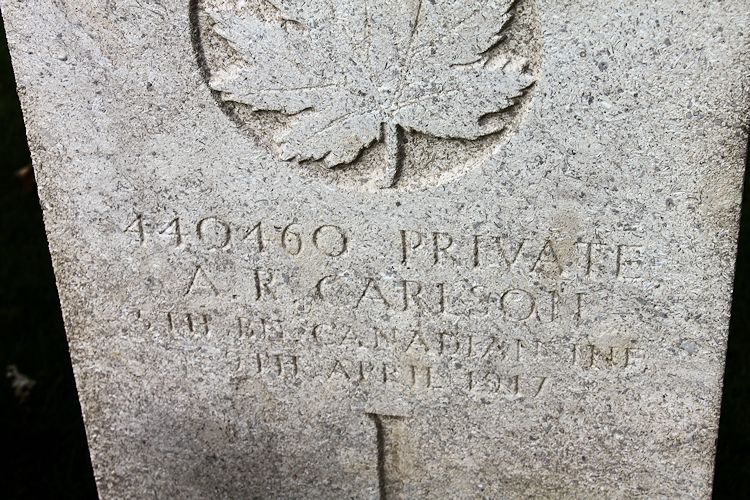 440460 PRIVATE
A. R. CARLSON
5TH BN. CANADIAN INF.
9TH APRIL 1917